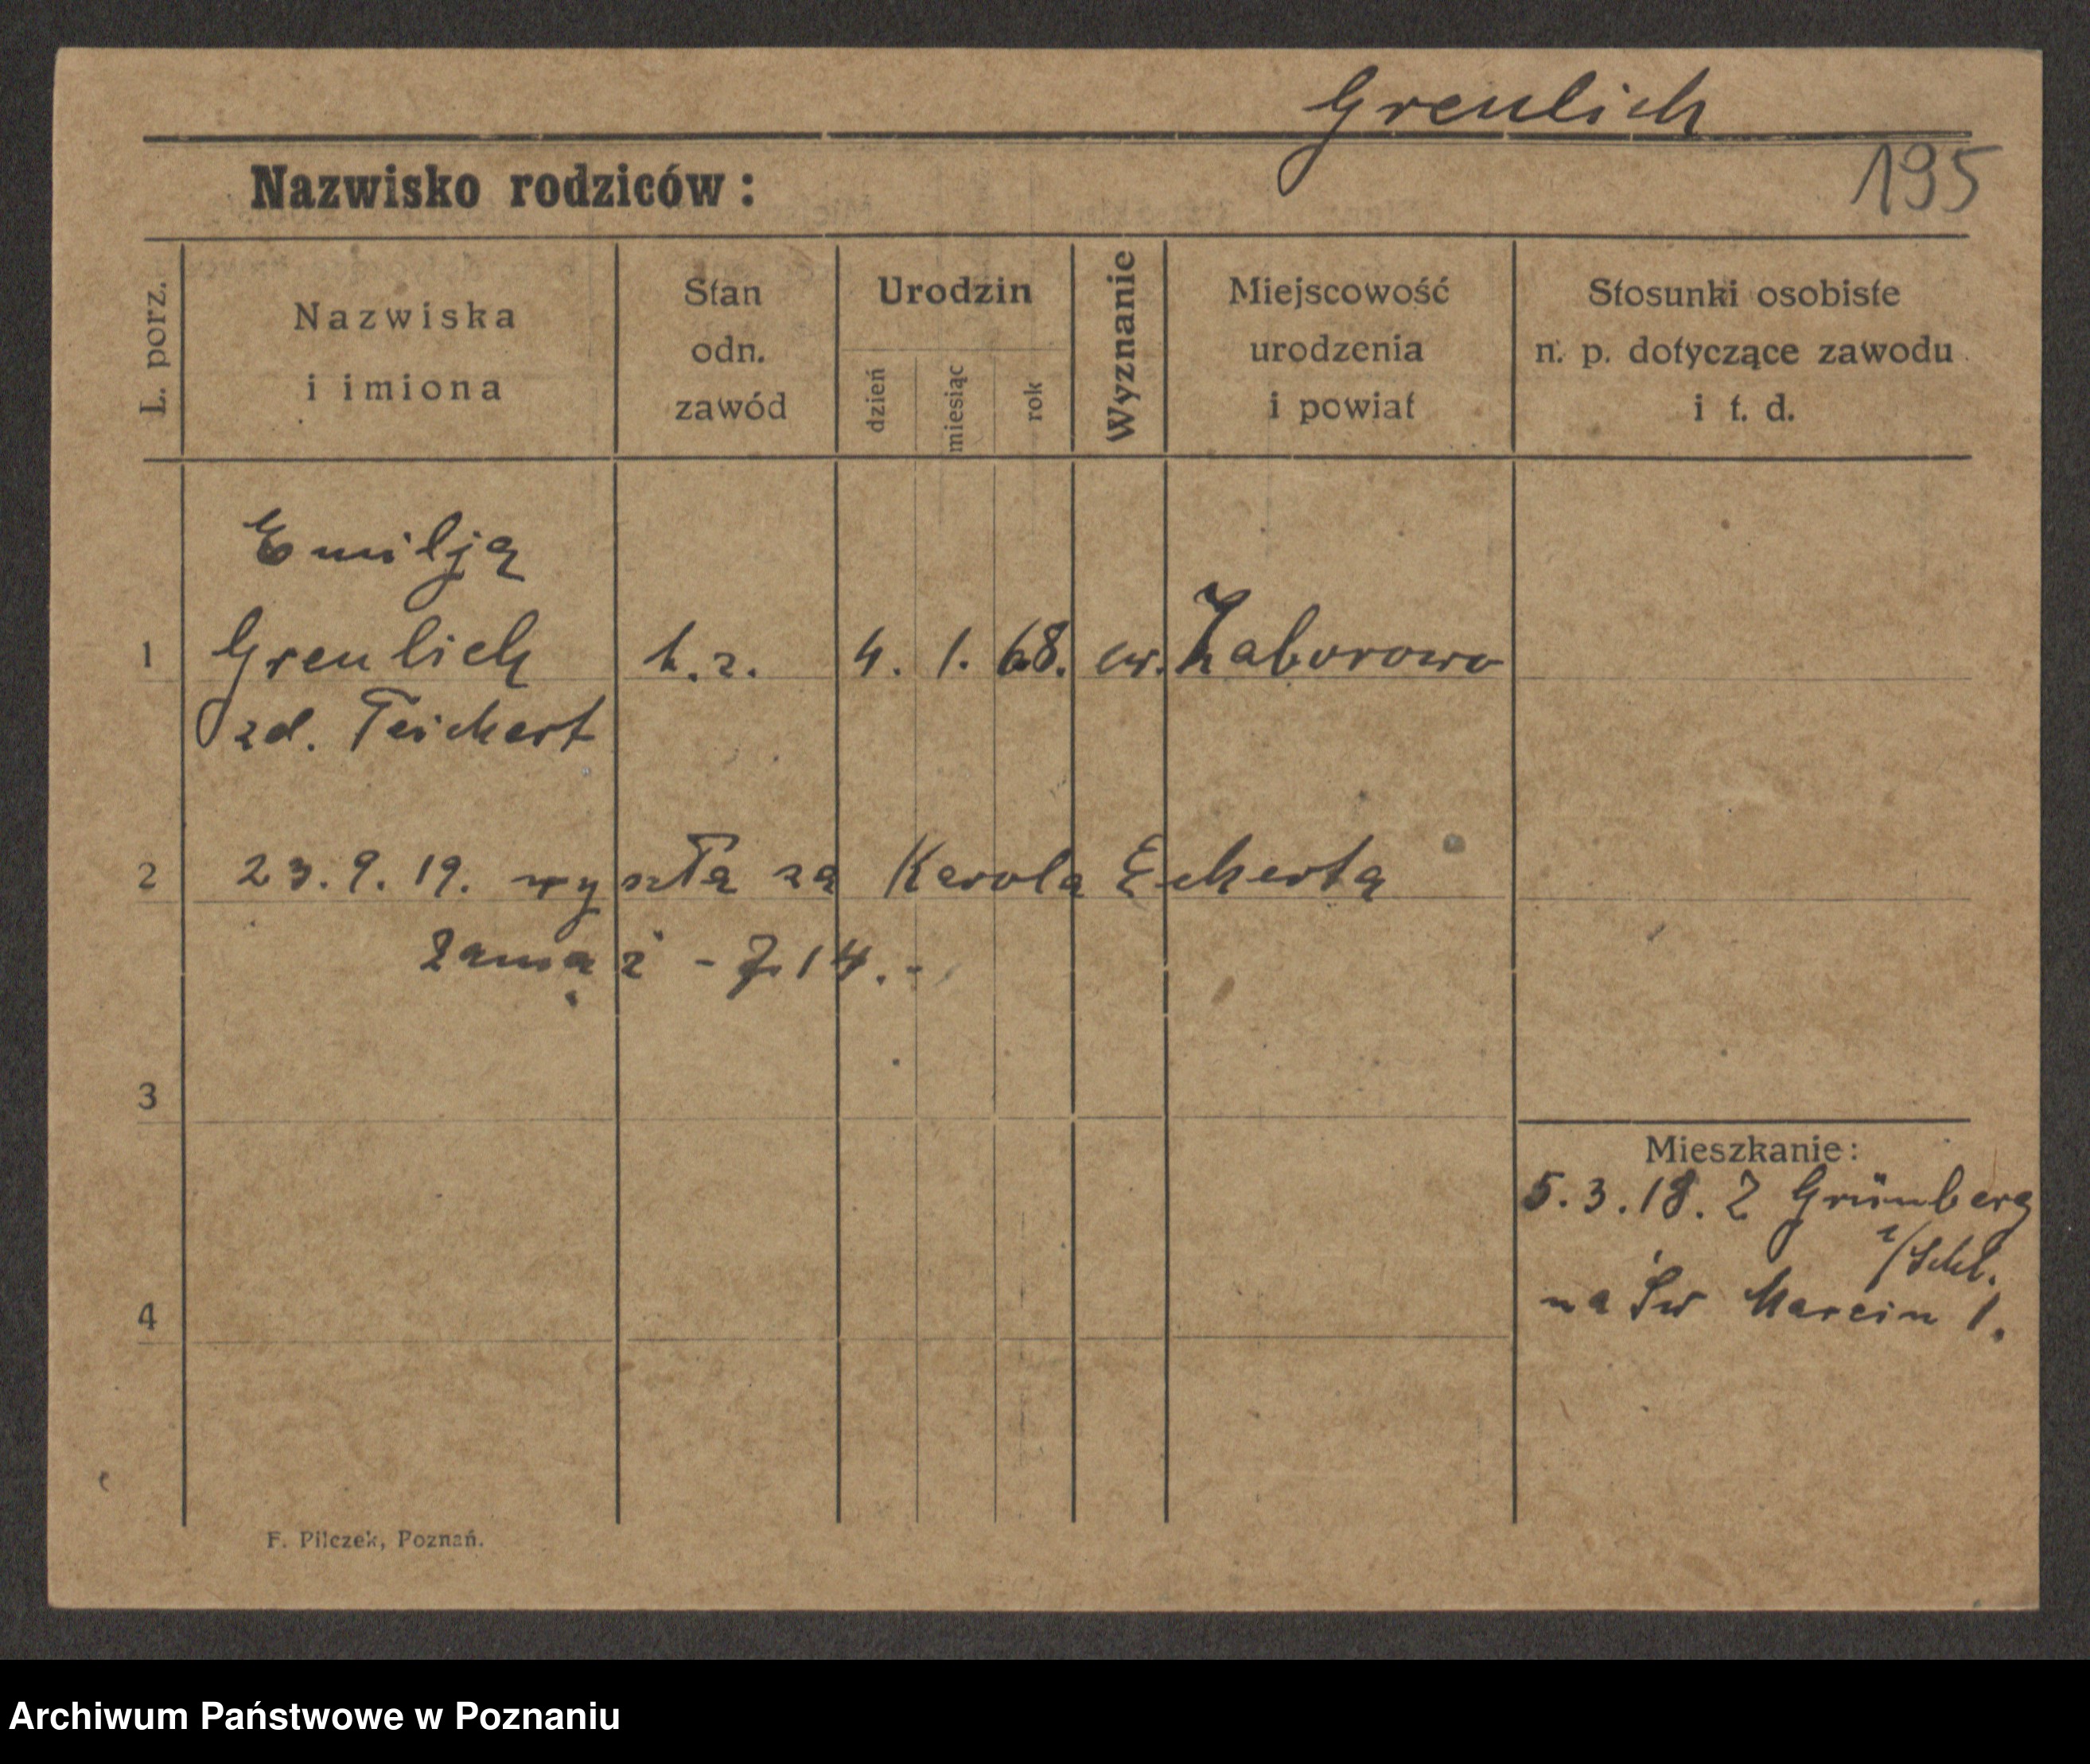 Greulich
195
Nazwisko rodziców:
L. porz.
Nazwiska
i imiona
Stan
odn.
zawód
Urodzin
dzień
miesiąc
rok
Wyznanie
Miejscowość
urodzenia
i powiat
Stosunki osobiste
n. p. dotyczące zawodu
i t. d.
Emilja
1 Greulich 4. 1. 68. ew. Zaborowo
zd. Teichert
2 23.9.19. wyszła za Karola Eckerta
zamąż
3
Mieszkanie:
5.3.18. Z Grünberg
i/Schl.
na Św Marcin 1.
4
F. Pilczek, Poznań.
Archiwum Państwowe w Poznaniu